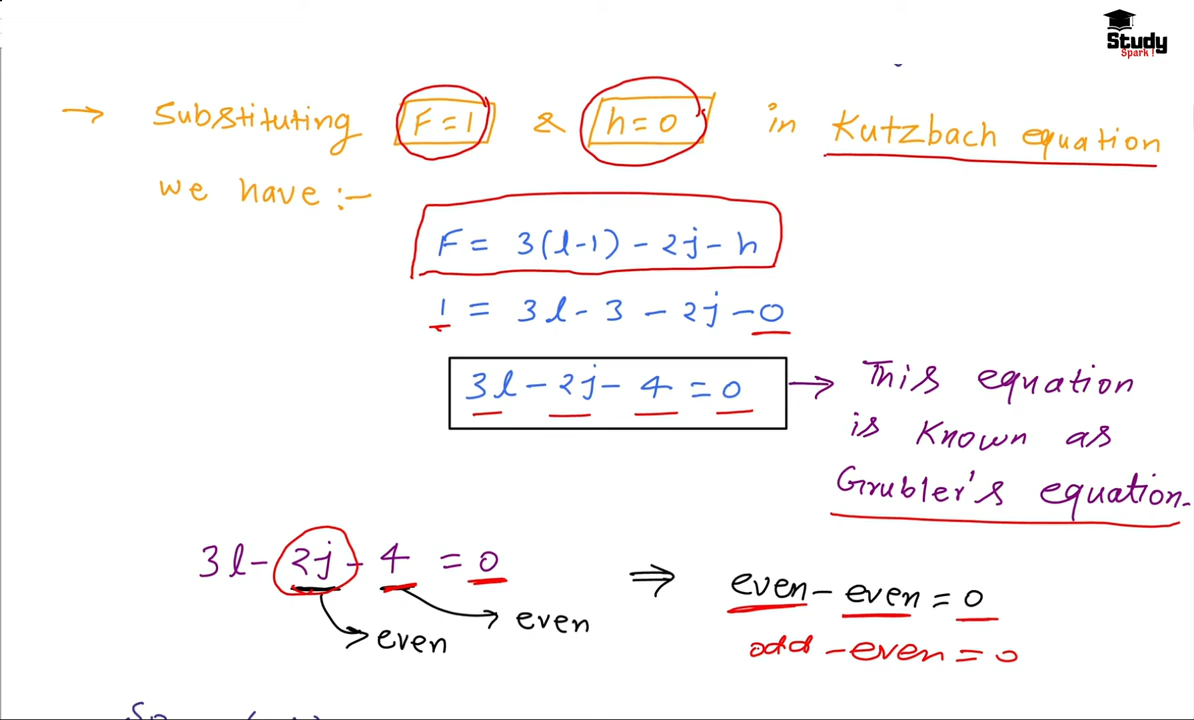 Study
Spark !
→ Substituting F = 1 & h = 0 in Kutzbach equation
we have :-
F = 3(l-1) - 2j - h
1 = 3l - 3 - 2j - 0
3l - 2j - 4 = 0 → This equation
is known as
Grubler's equation.
3l - 2j - 4 = 0 ⇒ even - even = 0
even even
odd - even = 0